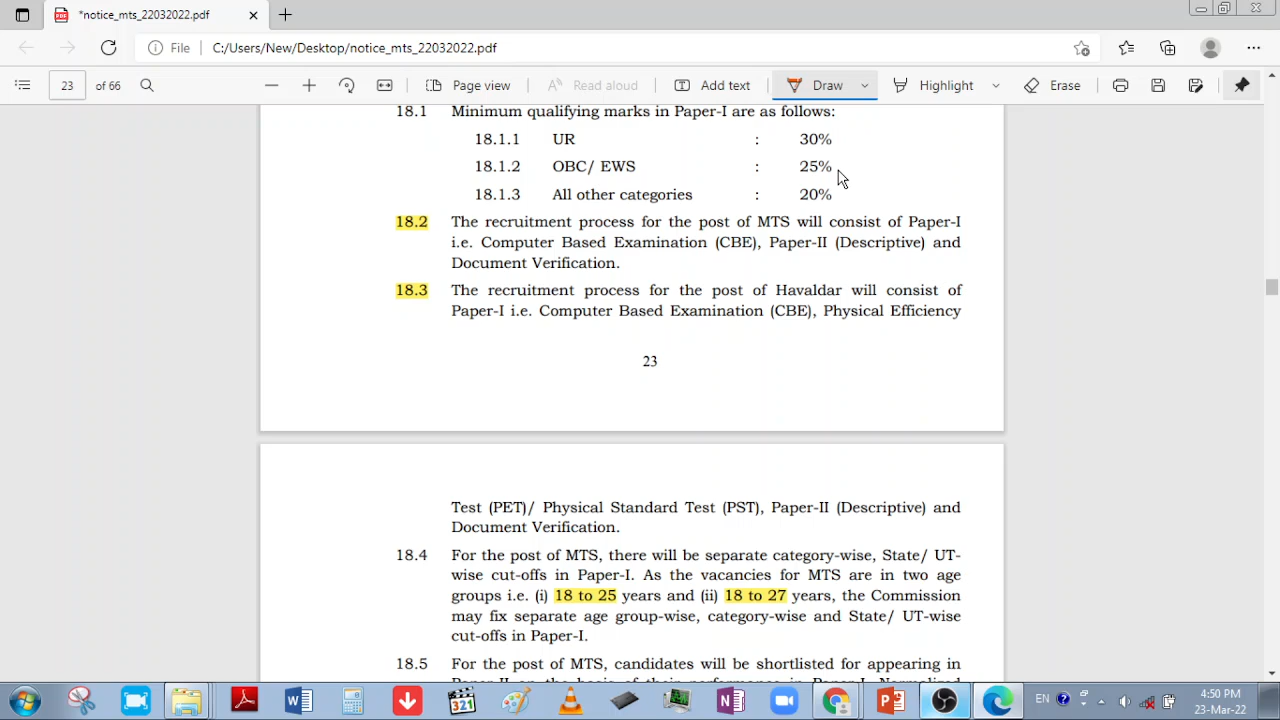 *notice_mts_22032022.pdf
File
C:/Users/New/Desktop/notice_mts_22032022.pdf
23 of 66
Page view
Read aloud
Add text
Draw
Highlight
Erase
18.1 Minimum qualifying marks in Paper-I are as follows:
18.1.1 UR : 30%
18.1.2 OBC/ EWS : 25%
18.1.3 All other categories : 20%
18.2 The recruitment process for the post of MTS will consist of Paper-I
i.e. Computer Based Examination (CBE), Paper-II (Descriptive) and
Document Verification.
18.3 The recruitment process for the post of Havaldar will consist of
Paper-I i.e. Computer Based Examination (CBE), Physical Efficiency
23
Test (PET)/ Physical Standard Test (PST), Paper-II (Descriptive) and
Document Verification.
18.4 For the post of MTS, there will be separate category-wise, State/ UT-
wise cut-offs in Paper-I. As the vacancies for MTS are in two age
groups i.e. (i) 18 to 25 years and (ii) 18 to 27 years, the Commission
may fix separate age group-wise, category-wise and State/ UT-wise
cut-offs in Paper-I.
18.5 For the post of MTS, candidates will be shortlisted for appearing in
Paper-II on the basis of their performance in Paper-I. Normalized
EN
4:50 PM
23-Mar-22